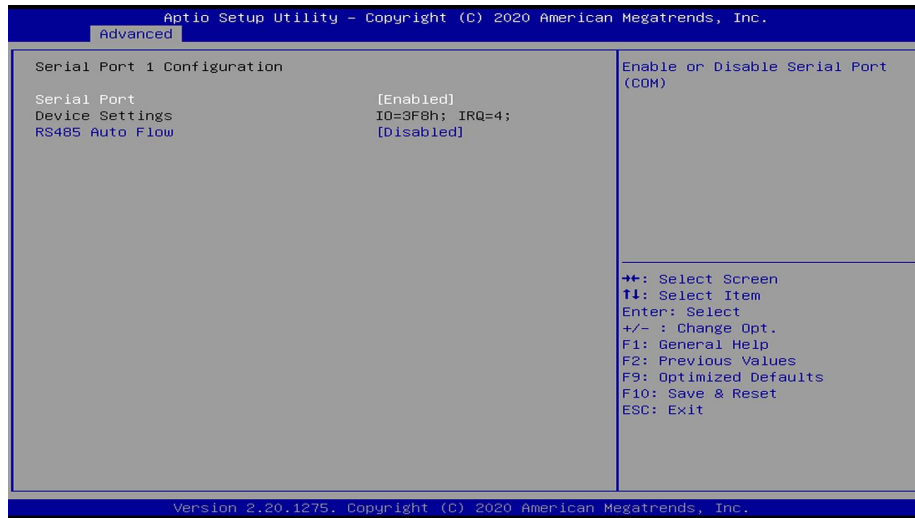 Aptio Setup Utility – Copyright (C) 2020 American Megatrends, Inc.
Advanced
Serial Port 1 Configuration
Serial Port [Enabled]
Device Settings IO=3F8h; IRQ=4;
RS485 Auto Flow [Disabled]
Enable or Disable Serial Port
(COM)
→←: Select Screen
↑↓: Select Item
Enter: Select
+/- : Change Opt.
F1: General Help
F2: Previous Values
F9: Optimized Defaults
F10: Save & Reset
ESC: Exit
Version 2.20.1275. Copyright (C) 2020 American Megatrends, Inc.